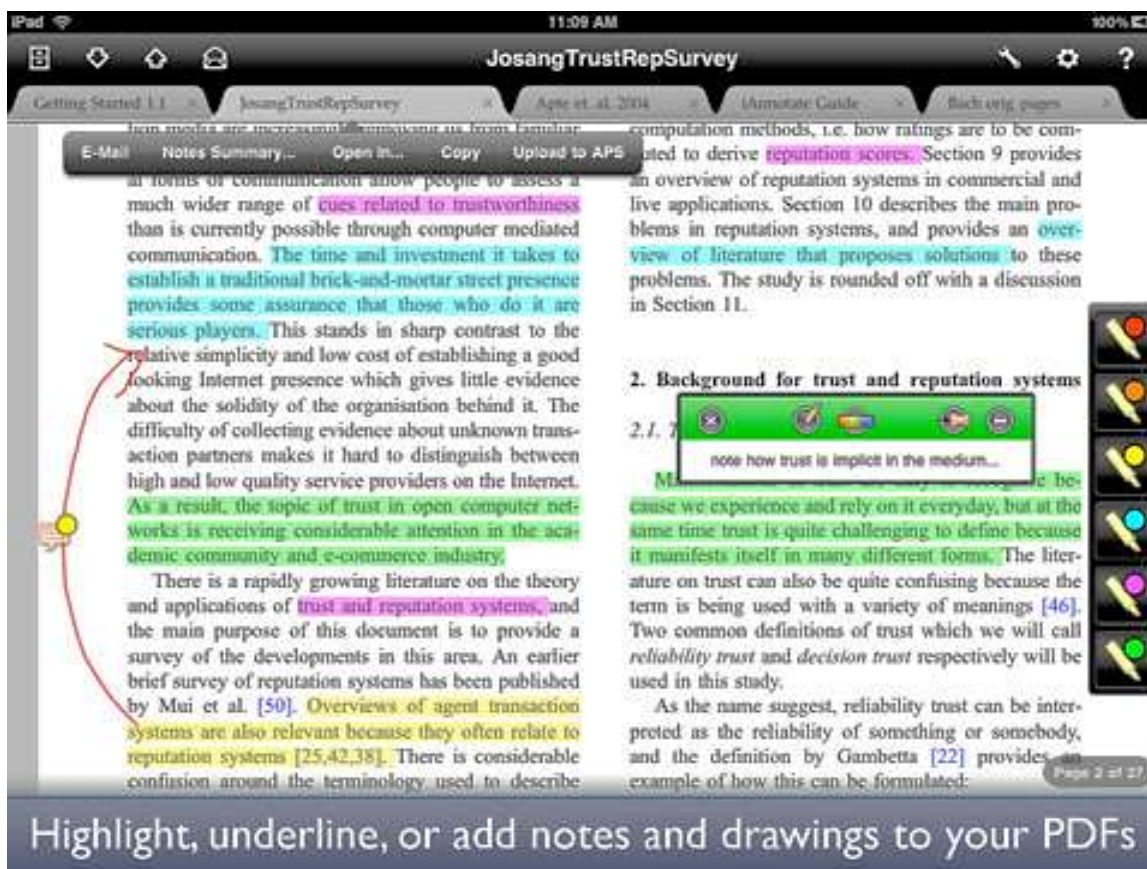 iPad 11:09 AM 100%
JosangTrustRepSurvey
Getting Started 1.1 JosangTrustRepSurvey Apte et. al. 2004 iAnnotate Guide Bach orig pages
E-Mail Notes Summary... Open In... Copy Upload to APS
tion media are increasingly removing us from familiar
al forms of communication allow people to assess a
much wider range of cues related to trustworthiness
than is currently possible through computer mediated
communication. The time and investment it takes to
establish a traditional brick-and-mortar street presence
provides some assurance that those who do it are
serious players. This stands in sharp contrast to the
relative simplicity and low cost of establishing a good
looking Internet presence which gives little evidence
about the solidity of the organisation behind it. The
difficulty of collecting evidence about unknown trans-
action partners makes it hard to distinguish between
high and low quality service providers on the Internet.
As a result, the topic of trust in open computer net-
works is receiving considerable attention in the aca-
demic community and e-commerce industry.
There is a rapidly growing literature on the theory
and applications of trust and reputation systems, and
the main purpose of this document is to provide a
survey of the developments in this area. An earlier
brief survey of reputation systems has been published
by Mui et al. [50]. Overviews of agent transaction
systems are also relevant because they often relate to
reputation systems [25,42,38]. There is considerable
confusion around the terminology used to describe
computation methods, i.e. how ratings are to be com-
uted to derive reputation scores. Section 9 provides
an overview of reputation systems in commercial and
live applications. Section 10 describes the main pro-
blems in reputation systems, and provides an over-
view of literature that proposes solutions to these
problems. The study is rounded off with a discussion
in Section 11.
2. Background for trust and reputation systems
2.1.
note how trust is implicit in the medium...
be-
cause we experience and rely on it everyday, but at the
same time trust is quite challenging to define because
it manifests itself in many different forms. The liter-
ature on trust can also be quite confusing because the
term is being used with a variety of meanings [46].
Two common definitions of trust which we will call
reliability trust and decision trust respectively will be
used in this study.
As the name suggest, reliability trust can be inter-
preted as the reliability of something or somebody,
and the definition by Gambetta [22] provides an
example of how this can be formulated:
Page 2 of 27
Highlight, underline, or add notes and drawings to your PDFs